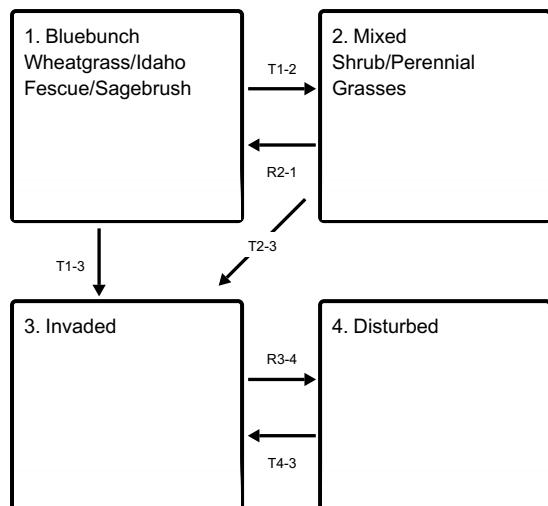 1. Bluebunch
Wheatgrass/Idaho
Fescue/Sagebrush
T1-2
R2-1
2. Mixed
Shrub/Perennial
Grasses
T1-3
T2-3
3. Invaded
R3-4
T4-3
4. Disturbed